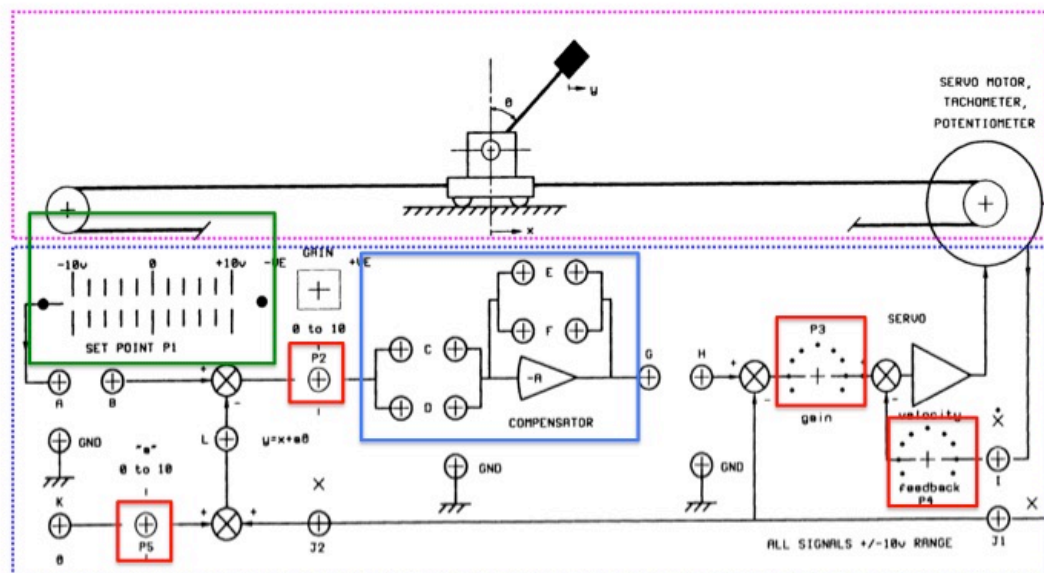 θ
y
SERVO MOTOR,
TACHOMETER,
POTENTIOMETER
x
-10v 0 +10v -VE GAIN +VE
E
0 to 10
F
P3
SERVO
SET POINT P1
P2
C
G
H
-A
A
B
D
COMPENSATOR
gain
velocity
GND
L
y=x+aθ
"a"
0 to 10
GND
GND
feedback
P4
ẋ
I
K
x
x
P5
θ
J2
ALL SIGNALS +/-10v RANGE
J1